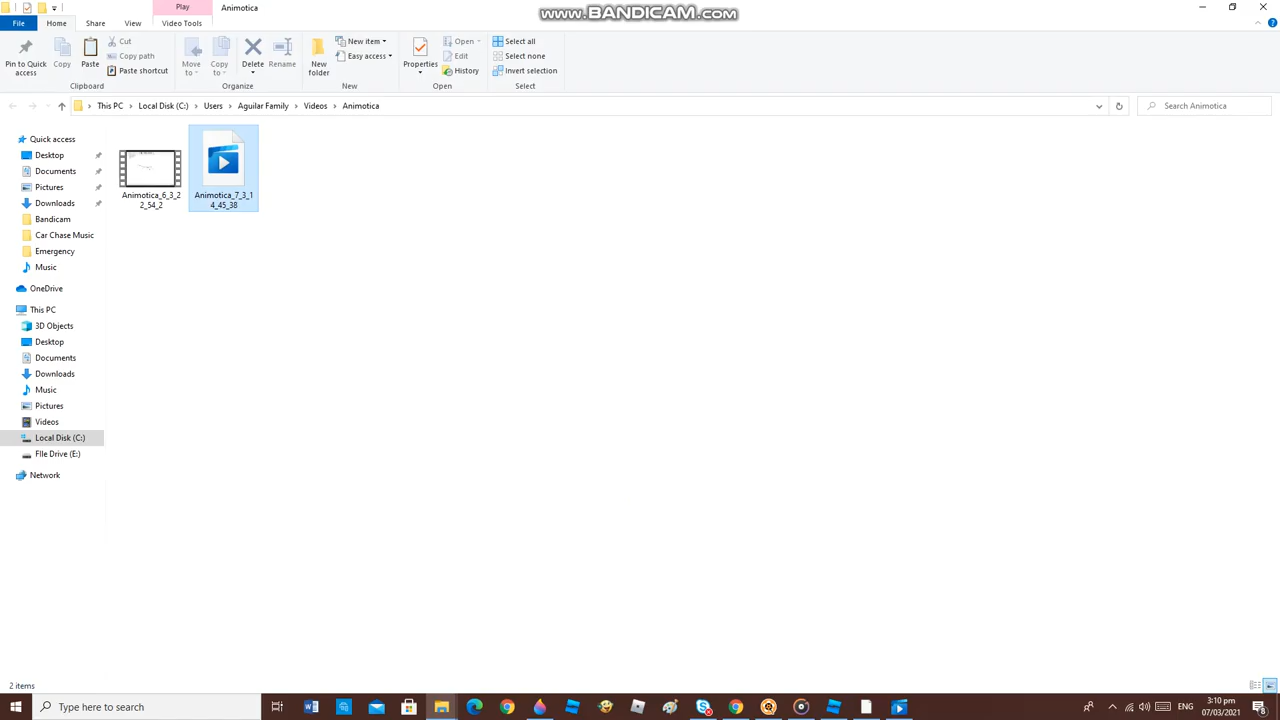 Play
Animotica
www.BANDICAM.com
File
Home
Share
View
Video Tools
Pin to Quick access
Copy
Paste
Cut
Copy path
Paste shortcut
Clipboard
Move to
Copy to
Delete
Rename
Organize
New folder
New item
Easy access
New
Properties
Open
Edit
History
Open
Select all
Select none
Invert selection
Select
This PC > Local Disk (C:) > Users > Aguilar Family > Videos > Animotica
Search Animotica
Quick access
Desktop
Documents
Pictures
Downloads
Bandicam
Car Chase Music
Emergency
Music
OneDrive
This PC
3D Objects
Desktop
Documents
Downloads
Music
Pictures
Videos
Local Disk (C:)
FIle Drive (E:)
Network
Animotica_6_3_2
2_54_2
Animotica_7_3_1
4_45_38
2 items
Type here to search
ENG
3:10 pm
07/03/2021
8